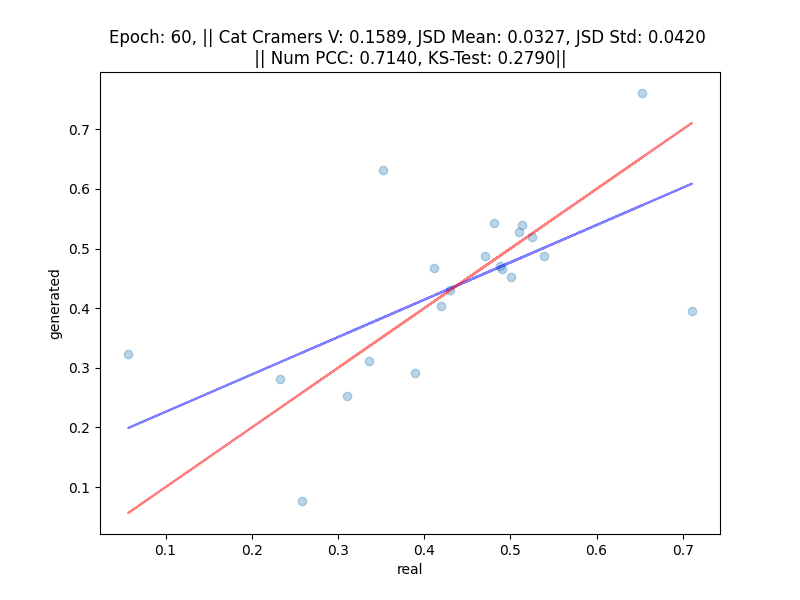 Epoch: 60, || Cat Cramers V: 0.1589, JSD Mean: 0.0327, JSD Std: 0.0420
|| Num PCC: 0.7140, KS-Test: 0.2790||
0.7
0.6
0.5
0.4
0.3
0.2
0.1
generated
0.1 0.2 0.3 0.4 0.5 0.6 0.7
real